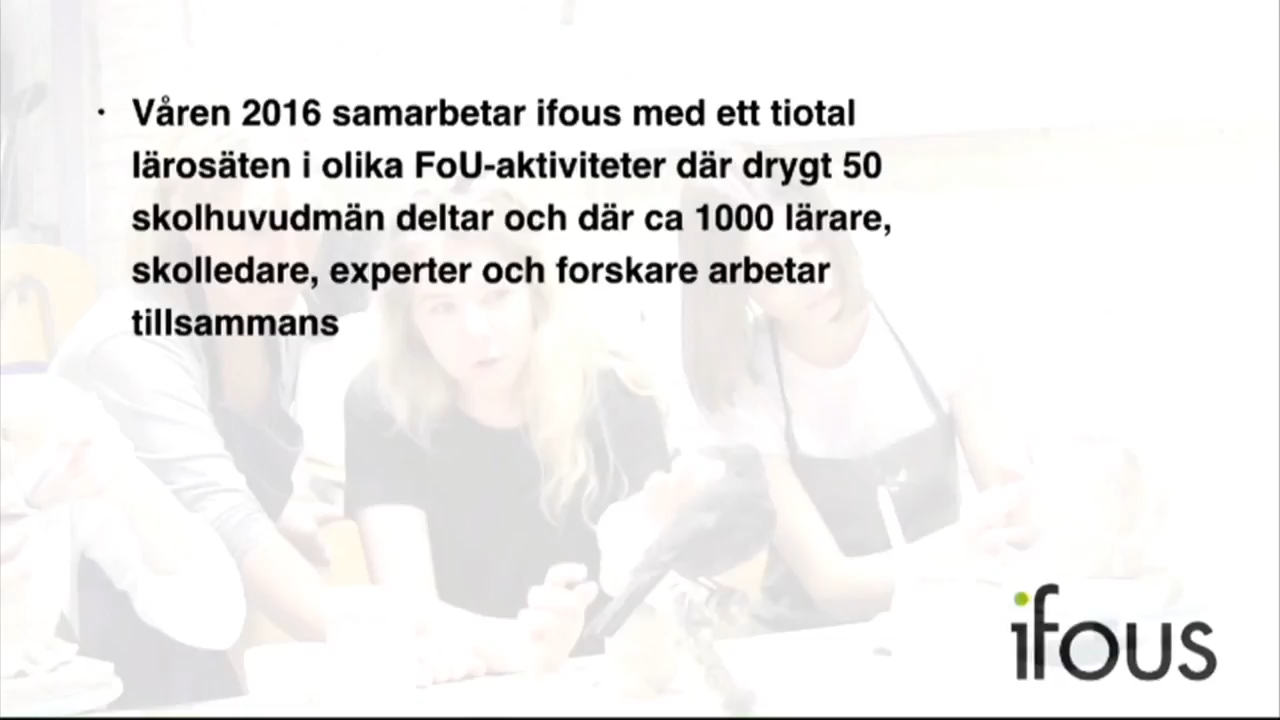 • Våren 2016 samarbetar ifous med ett tiotal
lärosäten i olika FoU-aktiviteter där drygt 50
skolhuvudmän deltar och där ca 1000 lärare,
skolledare, experter och forskare arbetar
tillsammans
ifous